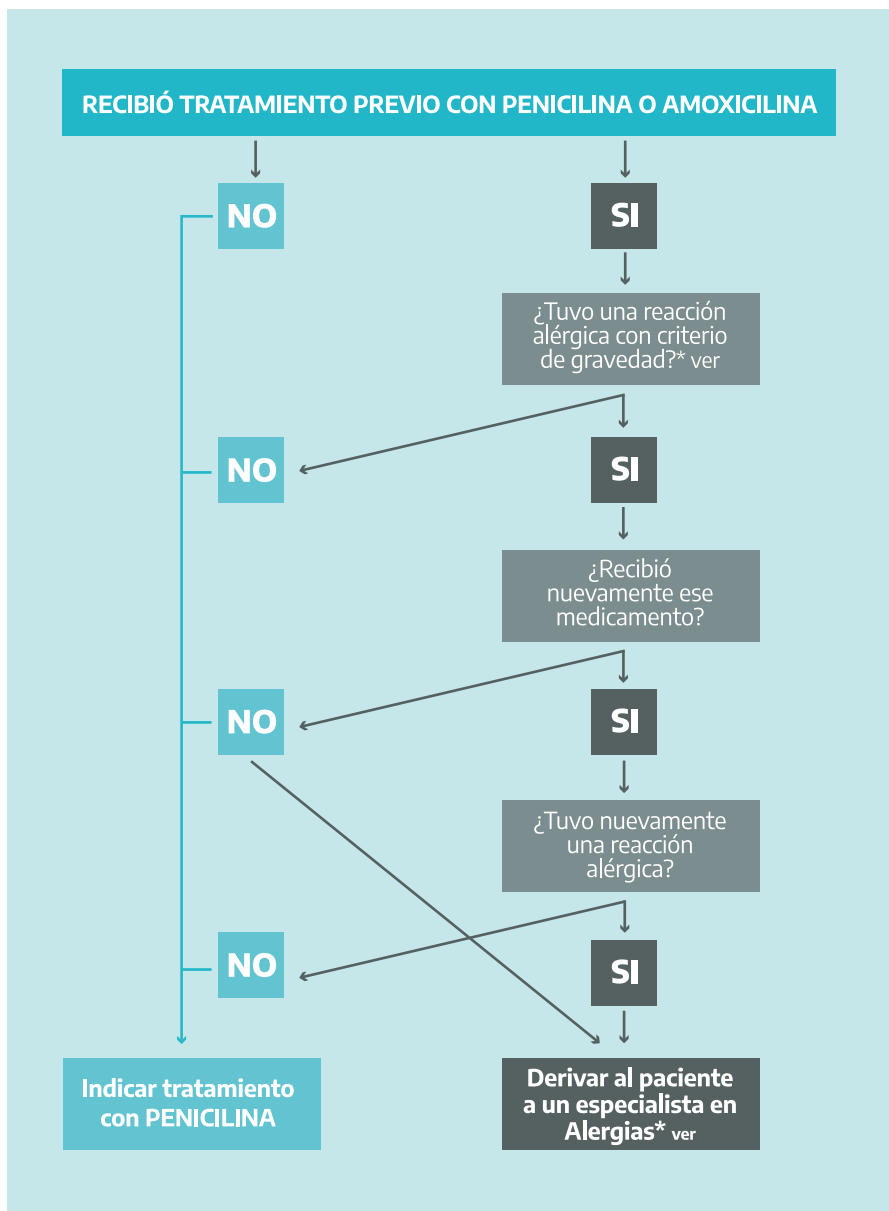 RECIBIÓ TRATAMIENTO PREVIO CON PENICILINA O AMOXICILINA
NO
SI
¿Tuvo una reacción
alérgica con criterio
de gravedad?* ver
NO
SI
¿Recibió
nuevamente ese
medicamento?
NO
SI
¿Tuvo nuevamente
una reacción
alérgica?
NO
SI
Indicar tratamiento
con PENICILINA
Derivar al paciente
a un especialista en
Alergias* ver